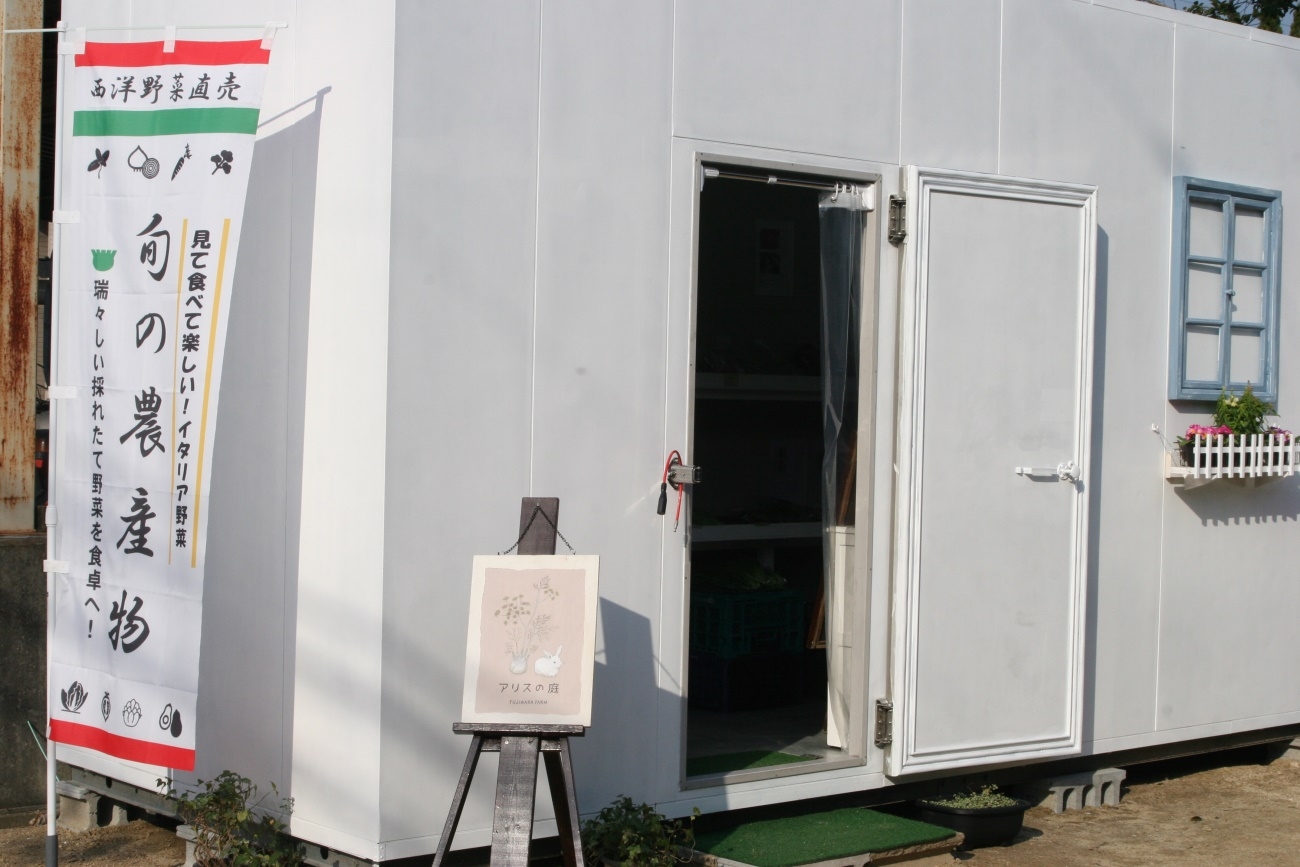 西洋野菜直売
見て食べて楽しい!イタリア野菜
旬の農産物
瑞々しい採れたて野菜を食卓へ!
アリスの庭
FUJIWARA FARM